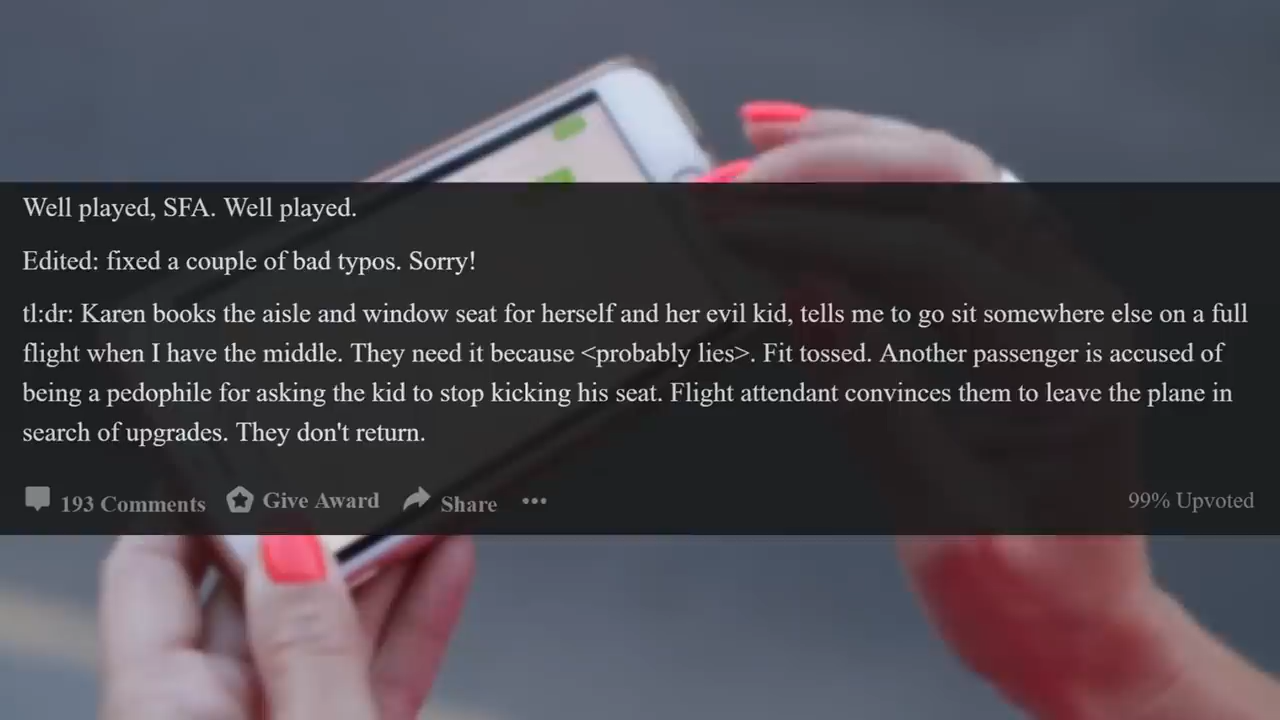 Well played, SFA. Well played.
Edited: fixed a couple of bad typos. Sorry!
tl:dr: Karen books the aisle and window seat for herself and her evil kid, tells me to go sit somewhere else on a full
flight when I have the middle. They need it because <probably lies>. Fit tossed. Another passenger is accused of
being a pedophile for asking the kid to stop kicking his seat. Flight attendant convinces them to leave the plane in
search of upgrades. They don't return.
193 Comments Give Award Share ••• 99% Upvoted